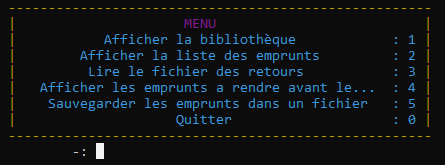 ----------------------------------------------
| MENU |
| Afficher la bibliothèque : 1 |
| Afficher la liste des emprunts : 2 |
| Lire le fichier des retours : 3 |
| Afficher les emprunts a rendre avant le... : 4 |
| Sauvegarder les emprunts dans un fichier : 5 |
| Quitter : 0 |
----------------------------------------------
-: